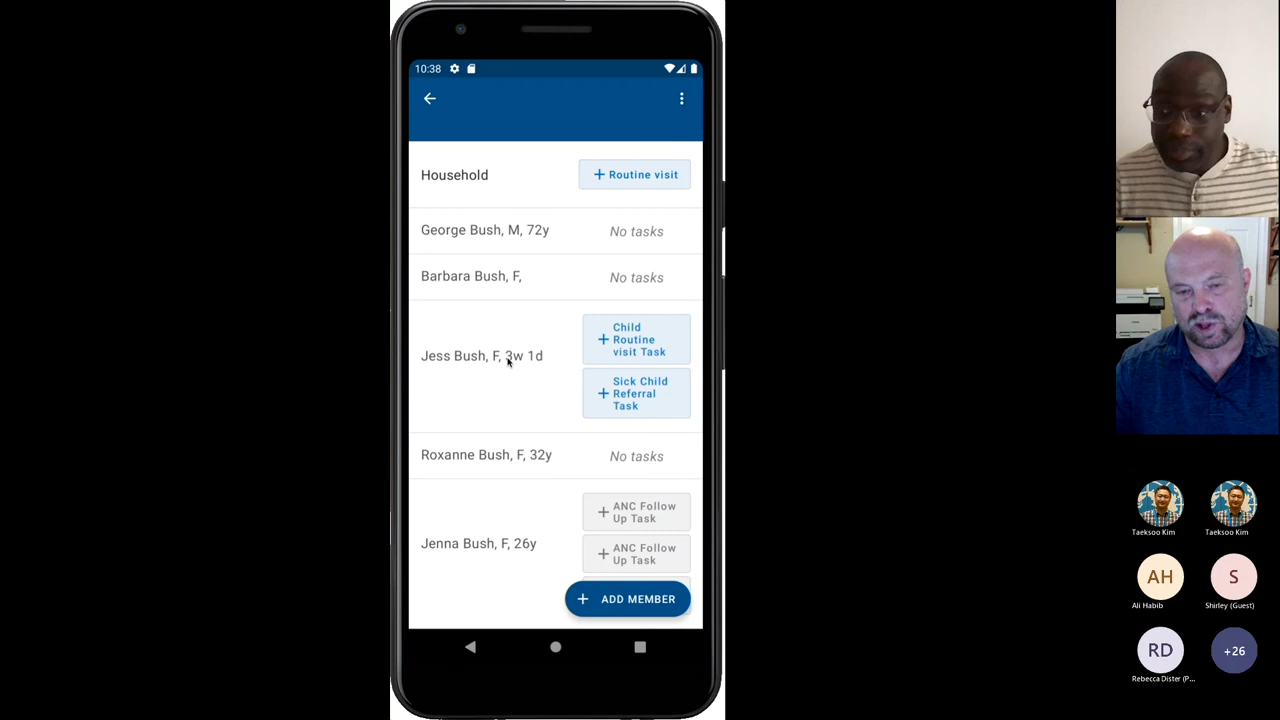 10:38
Household
+ Routine visit
George Bush, M, 72y
No tasks
Barbara Bush, F,
No tasks
Jess Bush, F, 3w 1d
+ Child
Routine
visit Task
+ Sick Child
Referral
Task
Roxanne Bush, F, 32y
No tasks
Jenna Bush, F, 26y
+ ANC Follow
Up Task
+ ANC Follow
Up Task
+ ADD MEMBER
Taeksoo Kim
Taeksoo Kim
AH
Ali Habib
S
Shirley (Guest)
RD
Rebecca Dister (P...
+26